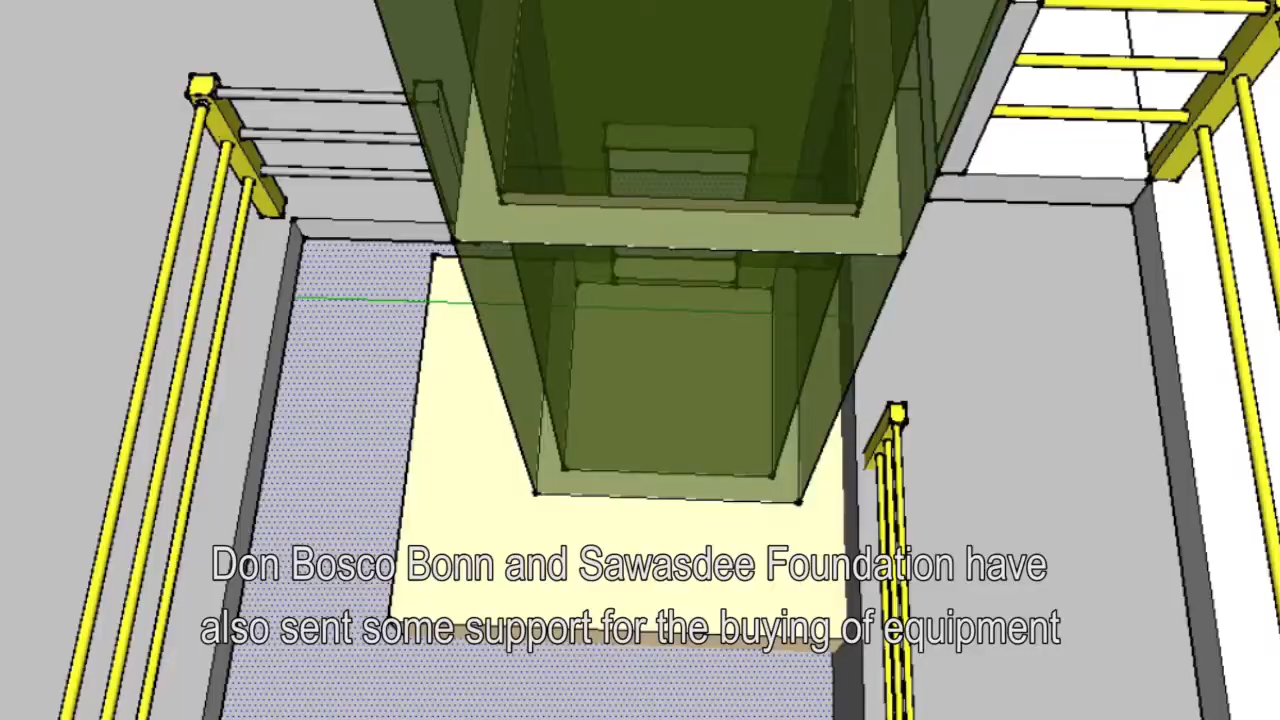 Don Bosco Bonn and Sawasdee Foundation have
also sent some support for the buying of equipment